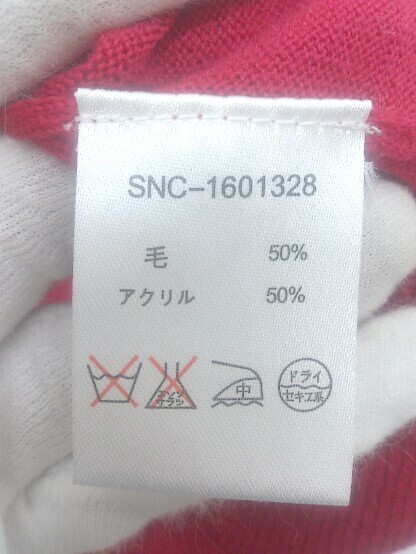 SNC-1601328
毛 50%
アクリル 50%
中
ドライ
セキユ系